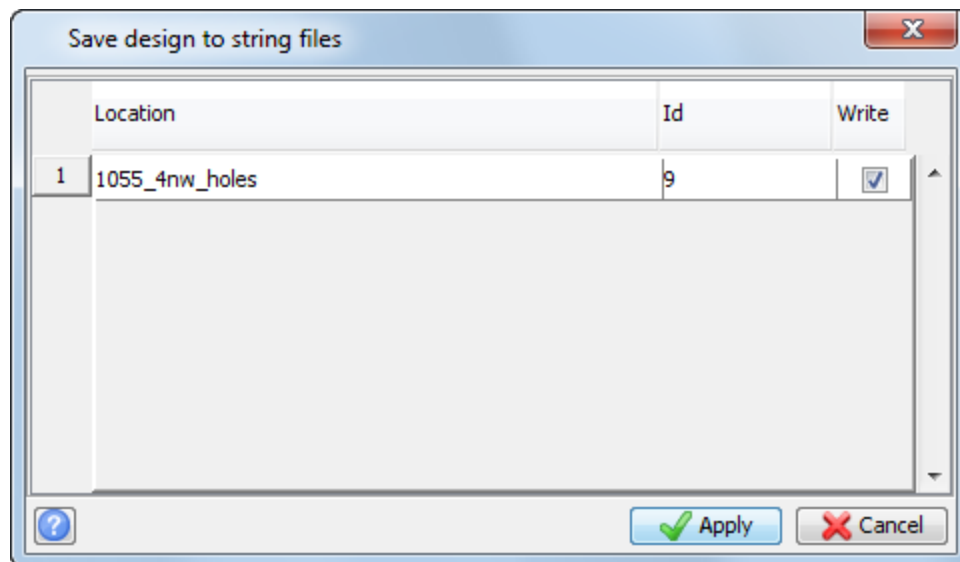 Save design to string files
Location Id Write
1 1055_4nw_holes 9
? Apply Cancel